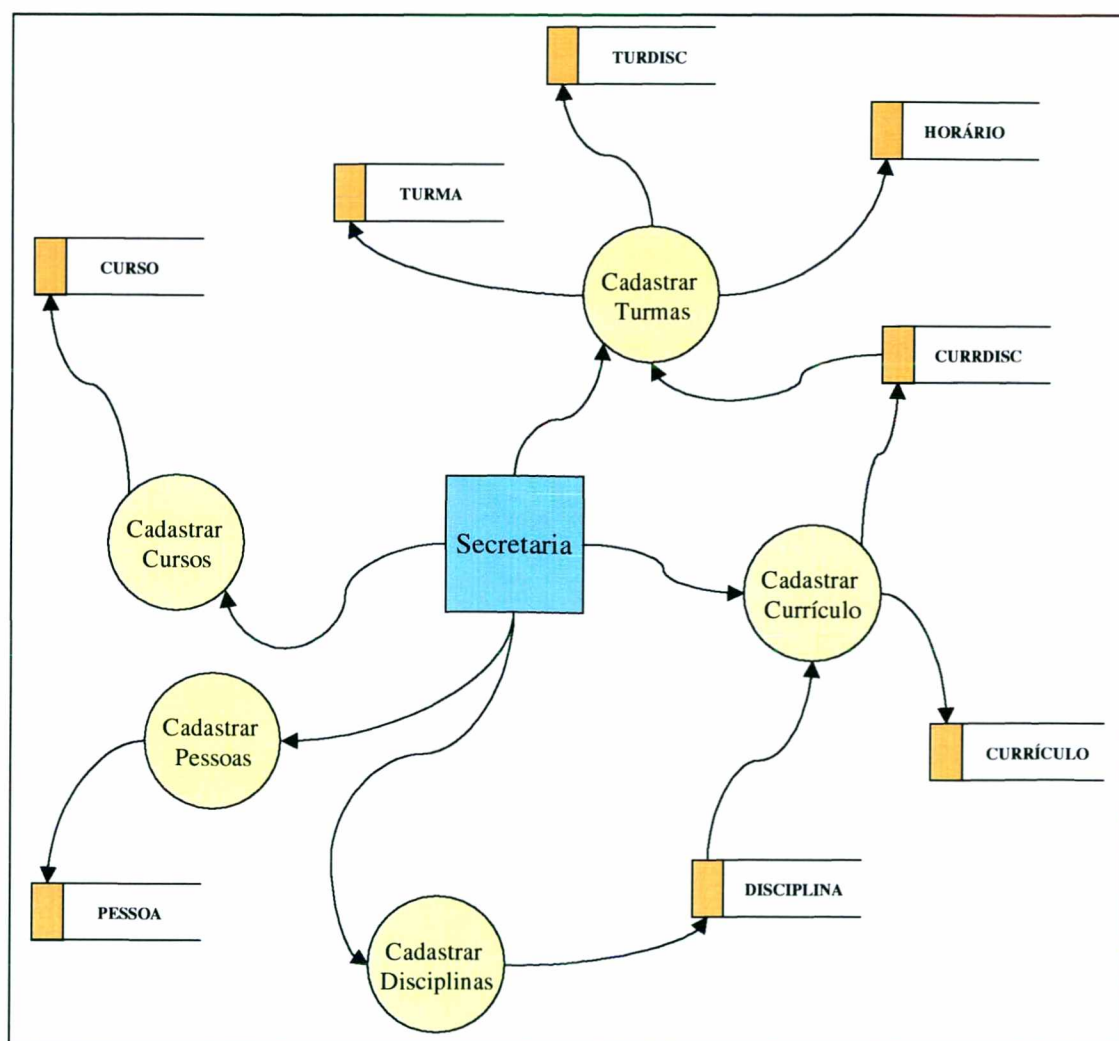 TURDISC
HORÁRIO
TURMA
CURSO
Cadastrar
Turmas
CURRDISC
Cadastrar
Cursos
Secretaria
Cadastrar
Currículo
Cadastrar
Pessoas
CURRÍCULO
DISCIPLINA
PESSOA
Cadastrar
Disciplinas